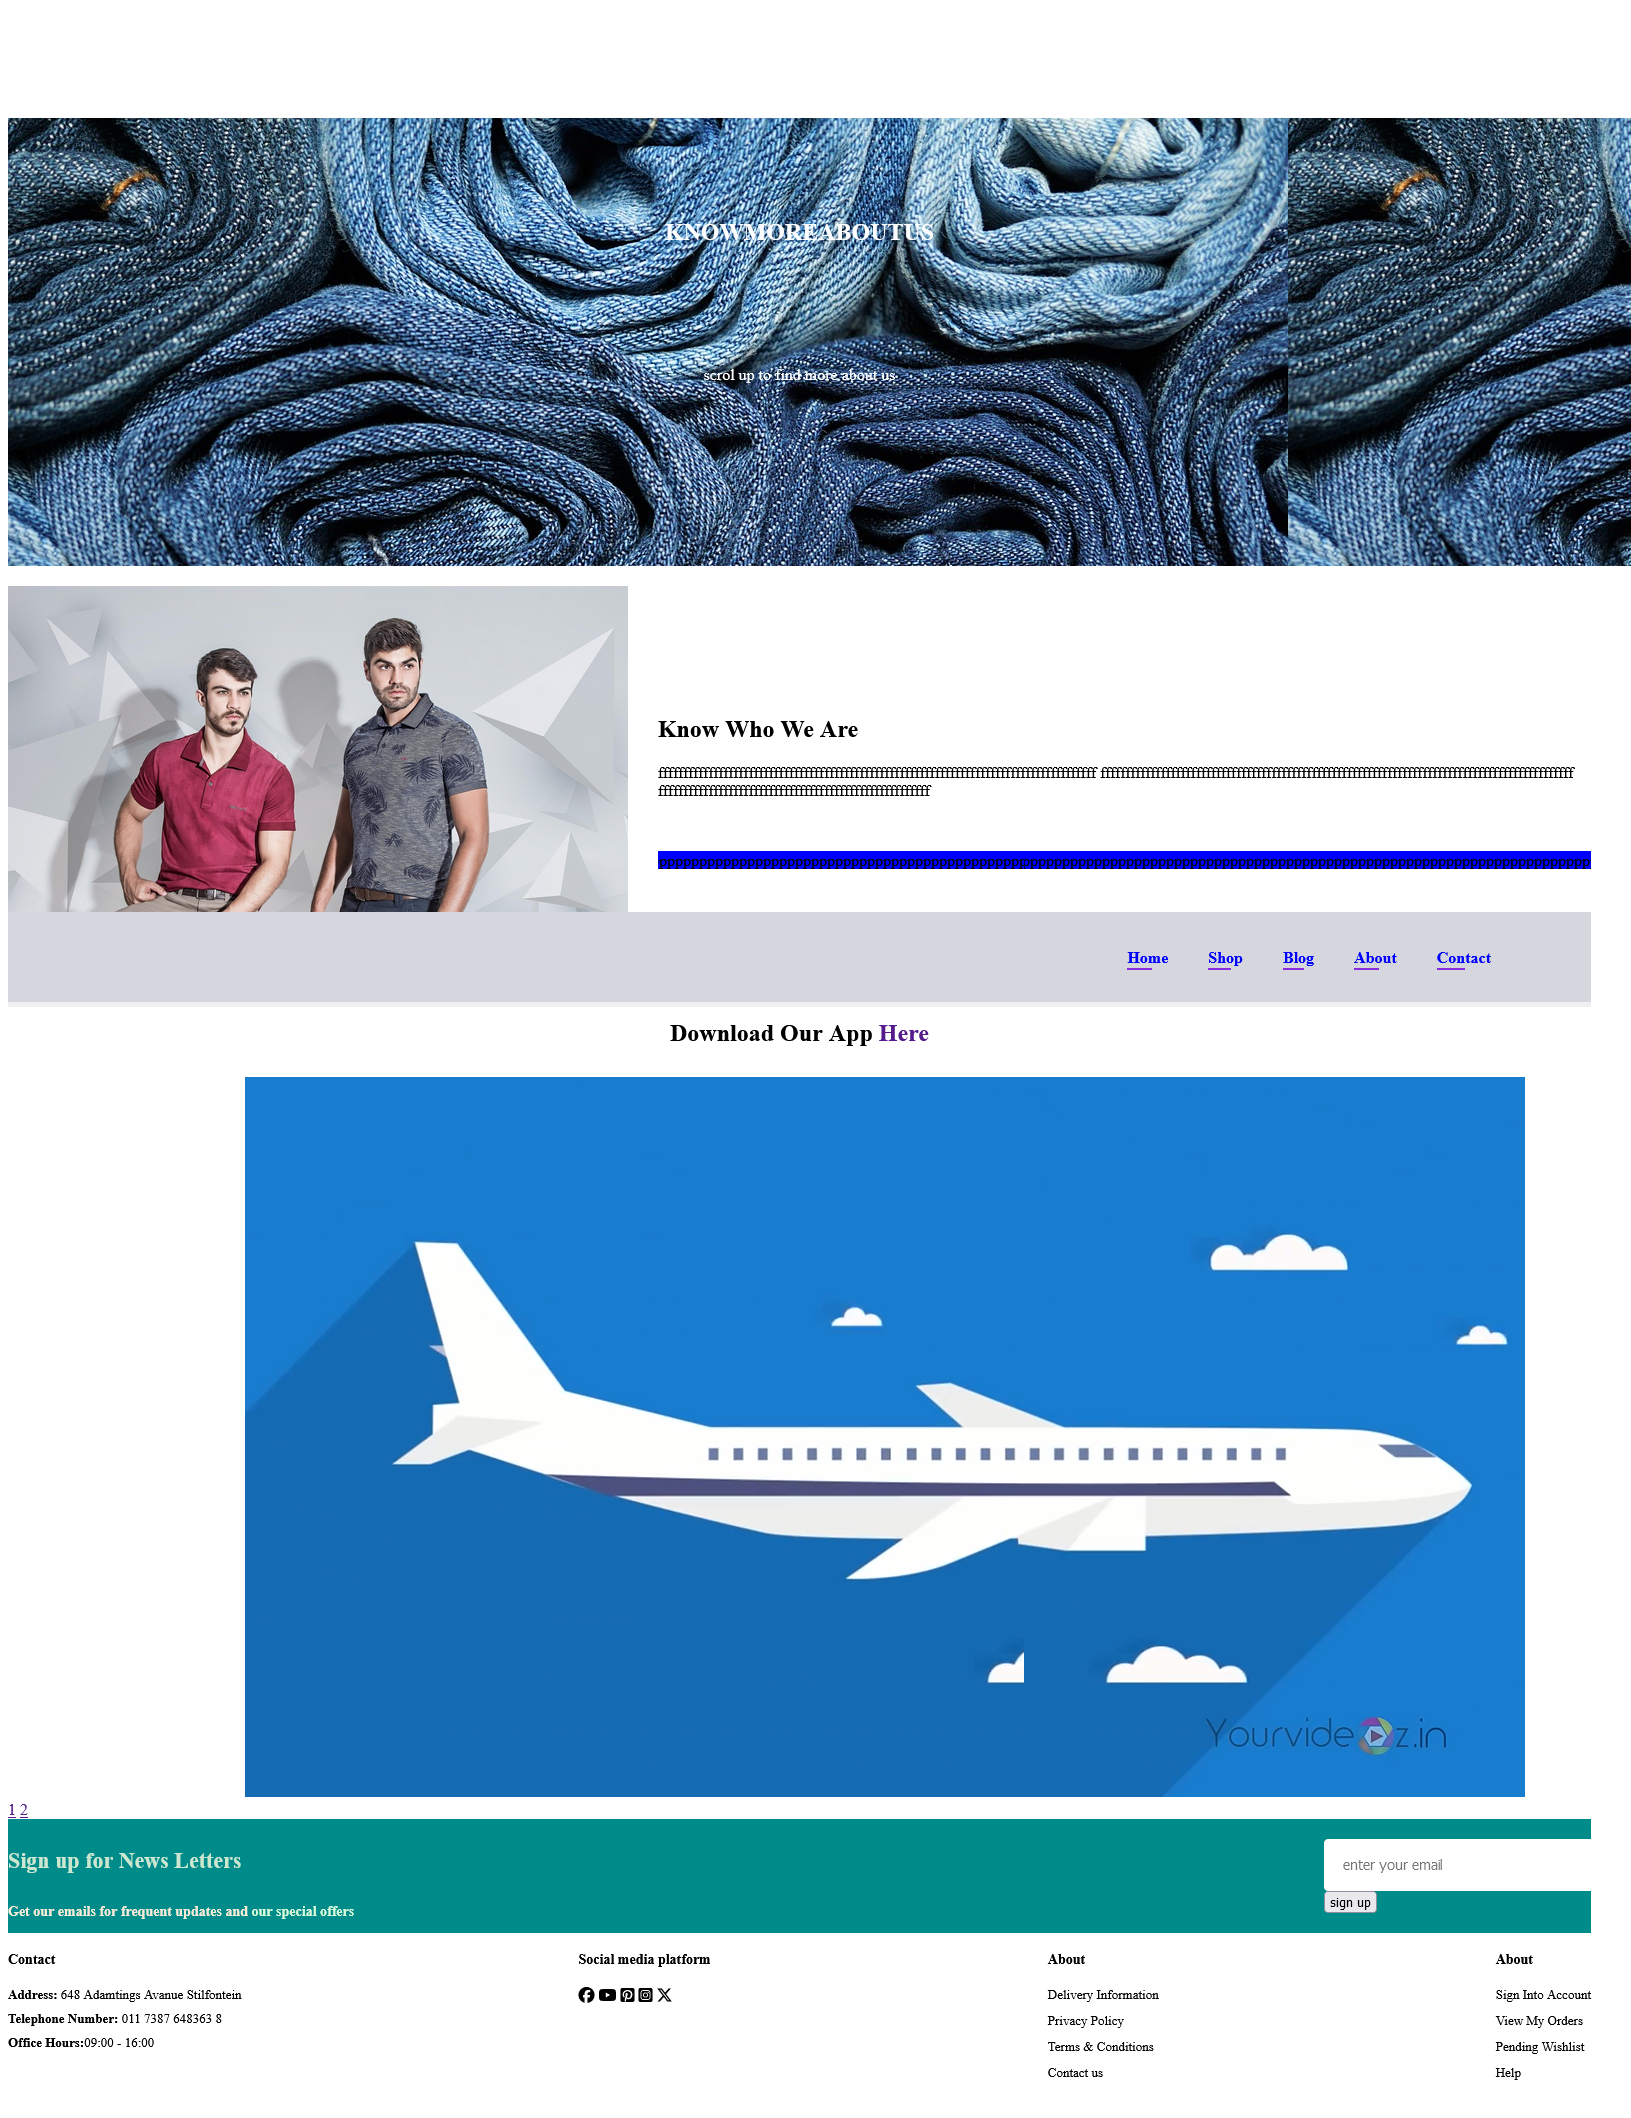 KNOWMOREABOUTUS
scrol up to find more about us
Know Who We Are
Home Shop Blog About Contact
Download Our App Here
Yourvideoz.in
1 2
Sign up for News Letters
enter your email
sign up
Get our emails for frequent updates and our special offers
Contact
Address: 648 Adamtings Avanue Stilfontein
Telephone Number: 011 7387 648363 8
Office Hours:09:00 - 16:00
Social media platform
About
Delivery Information
Privacy Policy
Terms & Conditions
Contact us
About
Sign Into Account
View My Orders
Pending Wishlist
Help